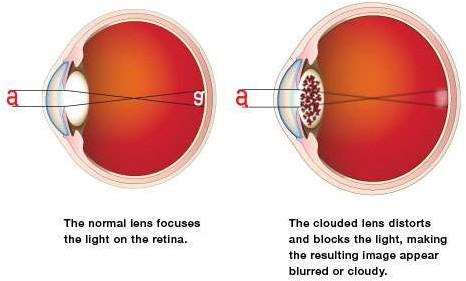 a
a
The normal lens focuses
the light on the retina.
The clouded lens distorts
and blocks the light, making
the resulting image appear
blurred or cloudy.